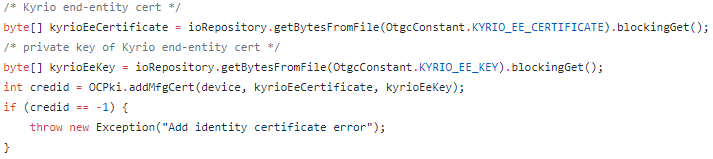 /* Kyrio end-entity cert */
byte[] kyrioEeCertificate = ioRepository.getBytesFromFile(OtgcConstant.KYRIO_EE_CERTIFICATE).blockingGet();
/* private key of Kyrio end-entity cert */
byte[] kyrioEeKey = ioRepository.getBytesFromFile(OtgcConstant.KYRIO_EE_KEY).blockingGet();
int credid = OCPki.addMfgCert(device, kyrioEeCertificate, kyrioEeKey);
if (credid == -1) {
    throw new Exception("Add identity certificate error");
}